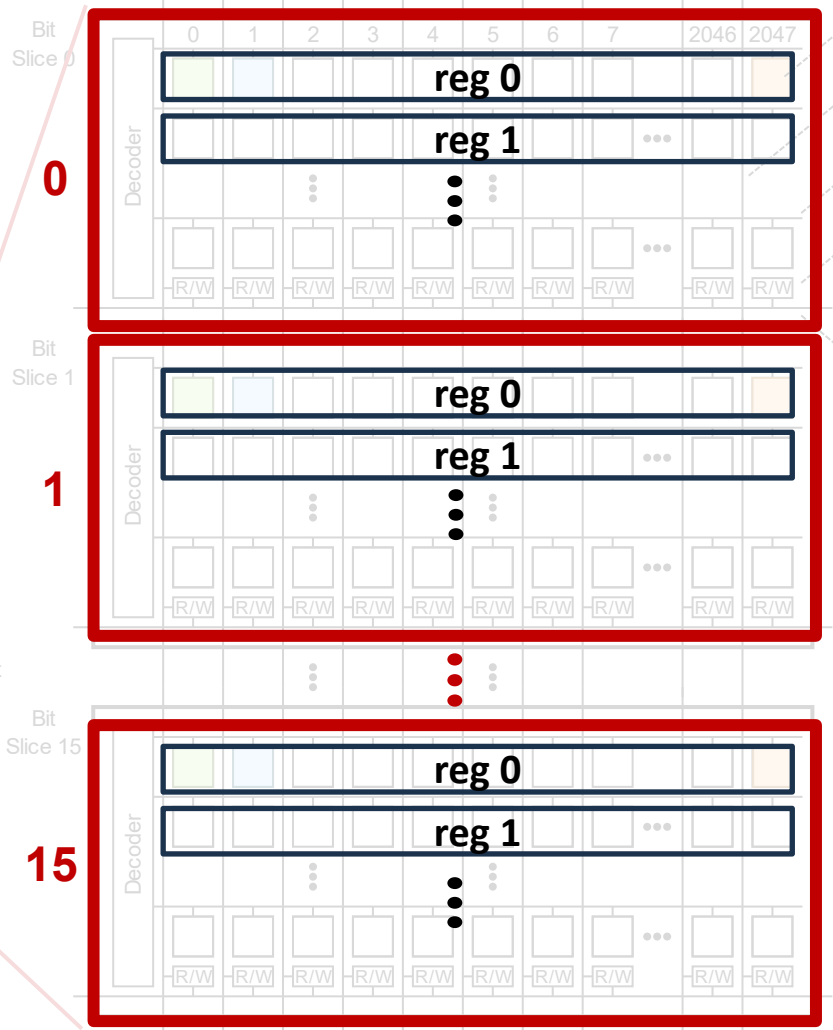 Bit
Slice 0
0 1 2 3 4 5 6 7 2046 2047
reg 0
reg 1
Decoder
0
R/W R/W R/W R/W R/W R/W R/W R/W R/W R/W
Bit
Slice 1
reg 0
reg 1
Decoder
1
R/W R/W R/W R/W R/W R/W R/W R/W R/W R/W
Bit
Slice 15
reg 0
reg 1
Decoder
15
R/W R/W R/W R/W R/W R/W R/W R/W R/W R/W